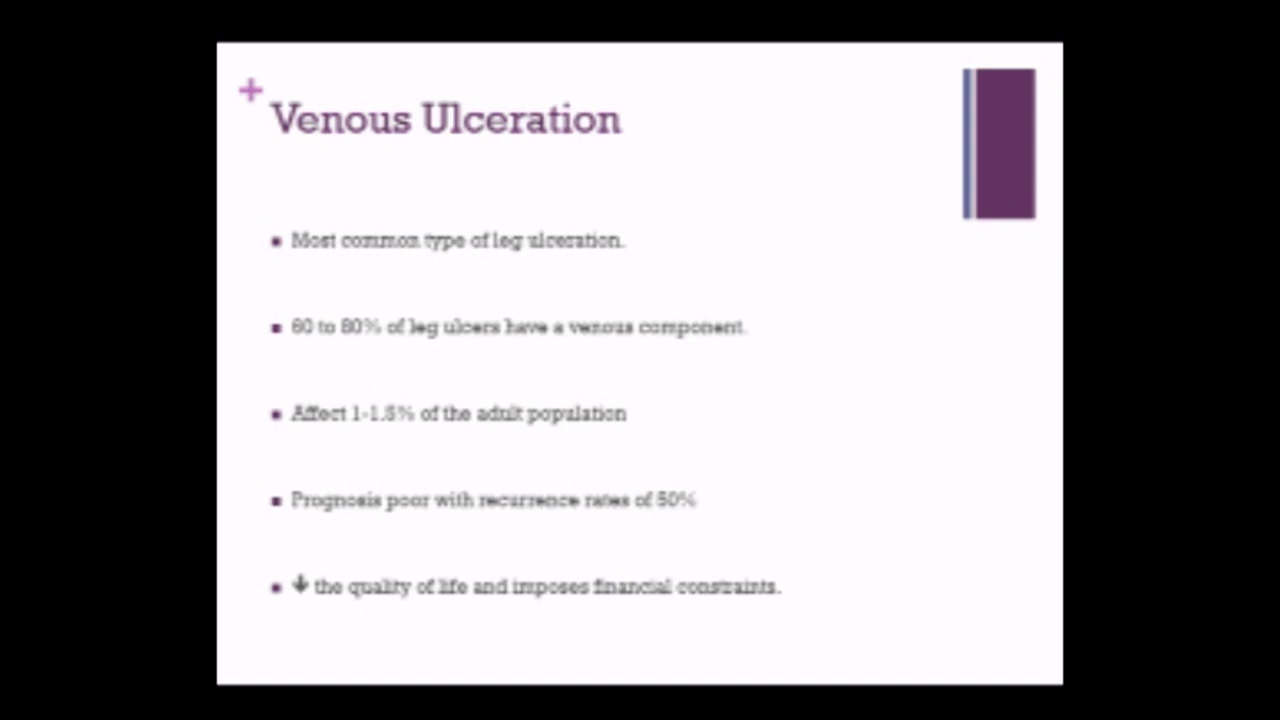 +
Venous Ulceration
▪ Most common type of leg ulceration.
▪ 60 to 80% of leg ulcers have a venous component.
▪ Affect 1-1.5% of the adult population
▪ Prognosis poor with recurrence rates of 50%
▪ ↓ the quality of life and imposes financial constraints.